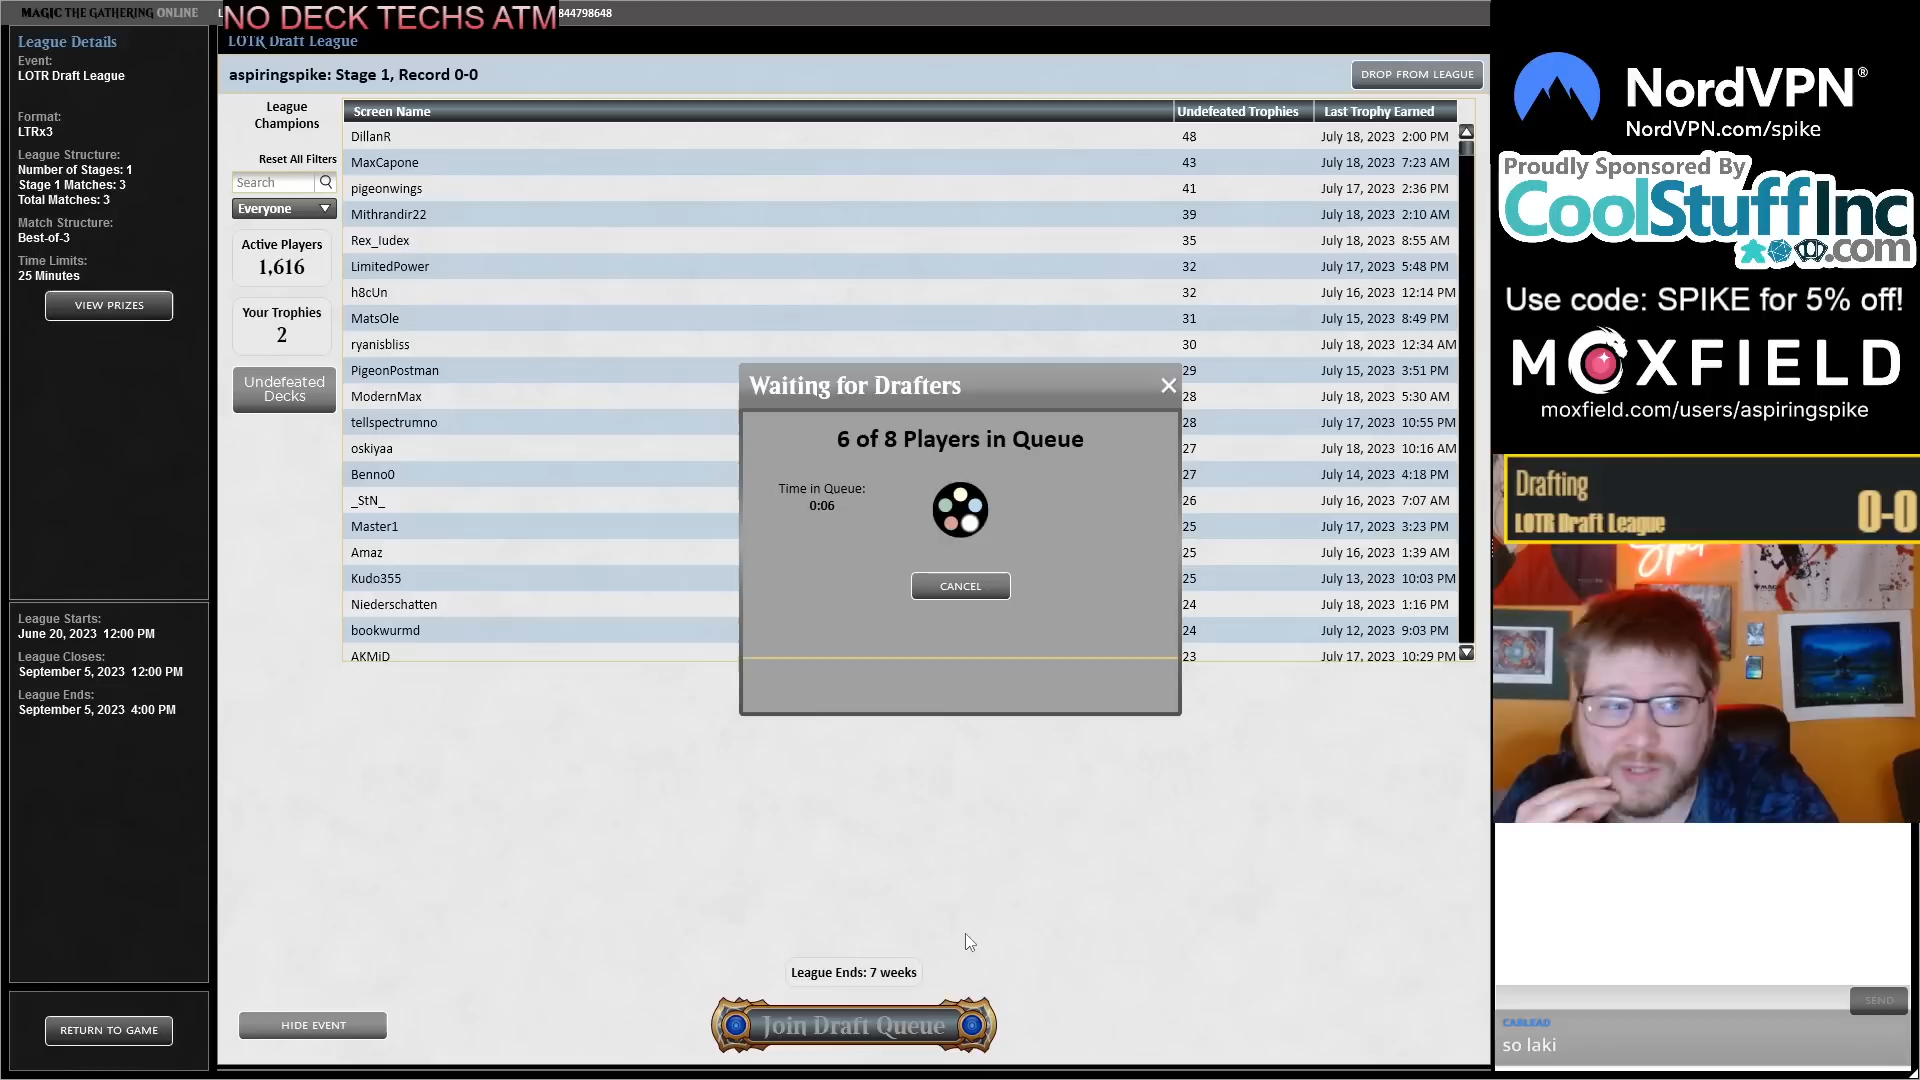 MAGIC THE GATHERING ONLINE
NO DECK TECHS ATM
844798648
League Details
Event:
LOTR Draft League
Format:
LTRx3
League Structure:
Number of Stages: 1
Stage 1 Matches: 3
Total Matches: 3
Match Structure:
Best-of-3
Time Limits:
25 Minutes
VIEW PRIZES
League Starts:
June 20, 2023 12:00 PM
League Closes:
September 5, 2023 12:00 PM
League Ends:
September 5, 2023 4:00 PM
RETURN TO GAME
LOTR Draft League
aspiringspike: Stage 1, Record 0-0
DROP FROM LEAGUE
League
Champions
Reset All Filters
Search
Everyone
Active Players
1,616
Your Trophies
2
Undefeated
Decks
Screen Name Undefeated Trophies Last Trophy Earned
DillanR 48 July 18, 2023 2:00 PM
MaxCapone 43 July 18, 2023 7:23 AM
pigeonwings 41 July 17, 2023 2:36 PM
Mithrandir22 39 July 18, 2023 2:10 AM
Rex_Iudex 35 July 18, 2023 8:55 AM
LimitedPower 32 July 17, 2023 5:48 PM
h8cUn 32 July 16, 2023 12:14 PM
MatsOle 31 July 15, 2023 8:49 PM
ryanisbliss 30 July 18, 2023 12:34 AM
PigeonPostman 29 July 15, 2023 3:51 PM
ModernMax 28 July 18, 2023 5:30 AM
tellspectrumno 28 July 17, 2023 10:55 PM
oskiyaa 27 July 18, 2023 10:16 AM
Benno0 27 July 14, 2023 4:18 PM
_StN_ 26 July 16, 2023 7:07 AM
Master1 25 July 17, 2023 3:23 PM
Amaz 25 July 16, 2023 1:39 AM
Kudo355 25 July 13, 2023 10:03 PM
Niederschatten 24 July 18, 2023 1:16 PM
bookwurmd 24 July 12, 2023 9:03 PM
AKMiD 23 July 17, 2023 10:29 PM
Waiting for Drafters
6 of 8 Players in Queue
Time in Queue:
0:06
CANCEL
League Ends: 7 weeks
HIDE EVENT
Join Draft Queue
NordVPN®
NordVPN.com/spike
Proudly Sponsored By
CoolStuffInc
.com
Use code: SPIKE for 5% off!
MOXFIELD
moxfield.com/users/aspiringspike
Drafting
LOTR Draft League
0-0
SEND
CABLEAD
so laki